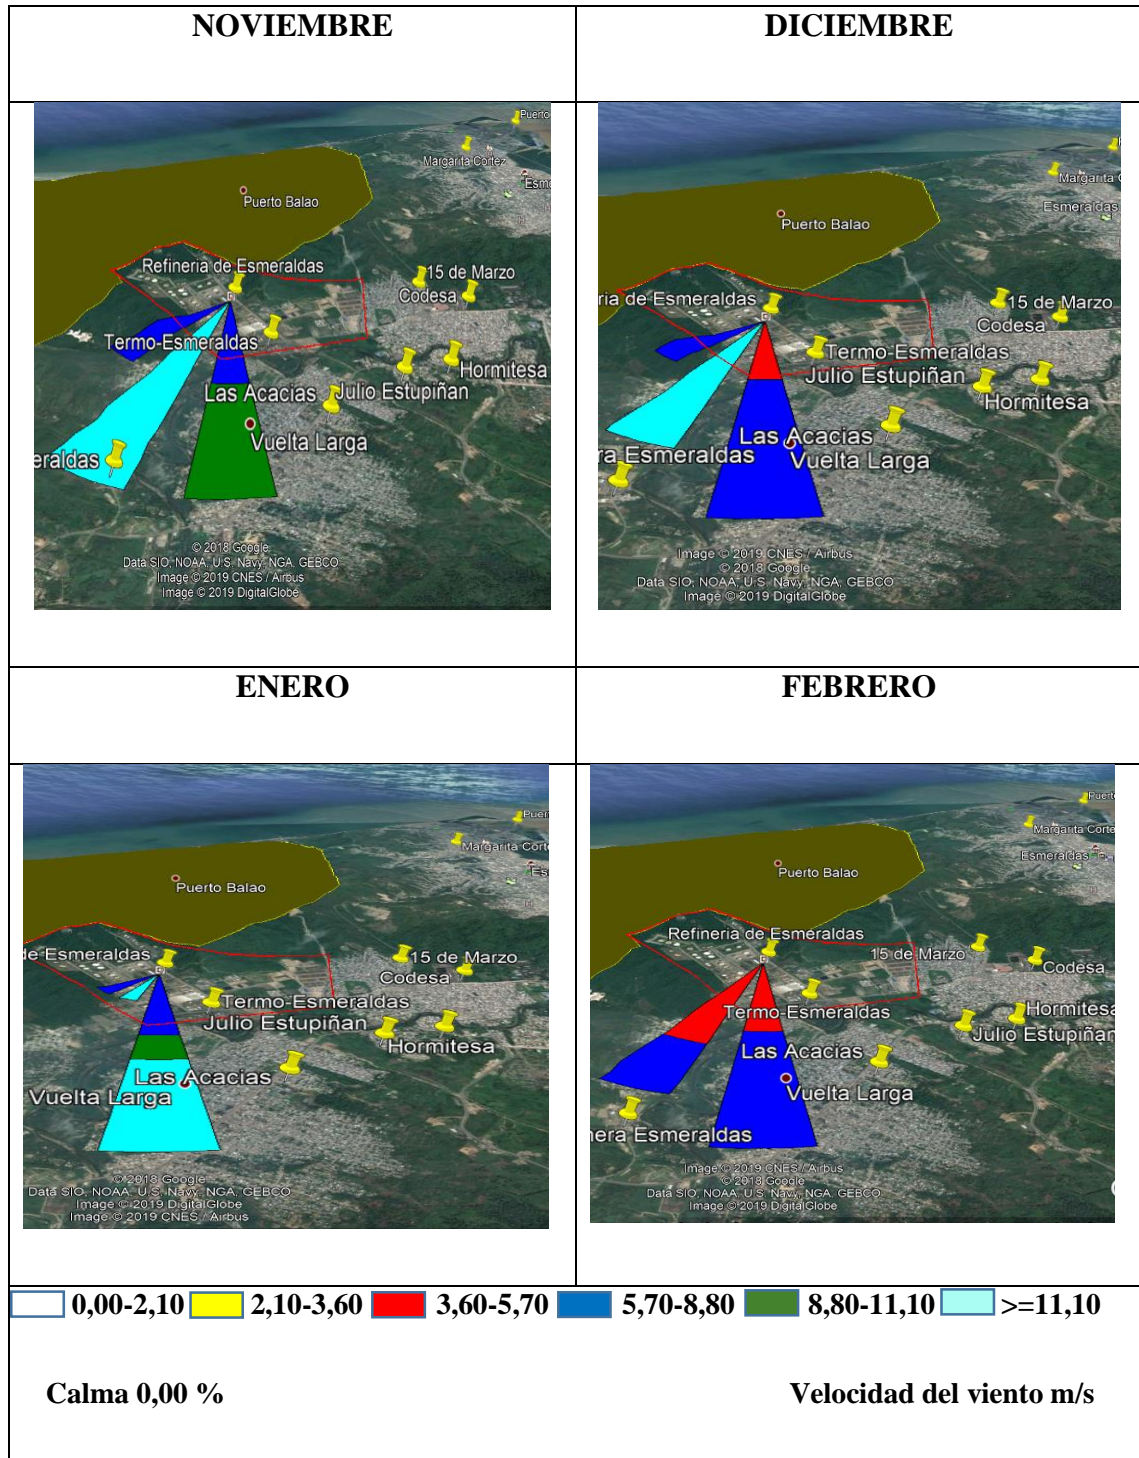 NOVIEMBRE
DICIEMBRE
Puerto
Margarita Cortez
Esme
Puerto Balao
Refineria de Esmeraldas
15 de Marzo
Codesa
Termo-Esmeraldas
Hormitesa
Las Acacias
Julio Estupiñan
Vuelta Larga
eraldas
© 2018 Google
Data SIO, NOAA, U.S. Navy, NGA, GEBCO
Image © 2019 CNES / Airbus
Image © 2019 DigitalGlobe
Margarita C
Esmeraldas
Puerto Balao
ria de Esmeraldas
15 de Marzo
Codesa
Termo-Esmeraldas
Julio Estupiñan
Hormitesa
Las Acacias
ra Esmeraldas
Vuelta Larga
Image © 2019 CNES / Airbus
© 2018 Google
Data SIO, NOAA, U.S. Navy, NGA, GEBCO
Image © 2019 DigitalGlobe
ENERO
FEBRERO
Puert
Margarita Cort
Es
Puerto Balao
de Esmeraldas
15 de Marzo
Codesa
Termo-Esmeraldas
Julio Estupiñan
Hormitesa
Las Acacias
Vuelta Larga
© 2018 Google
Data SIO, NOAA, U.S. Navy, NGA, GEBCO
Image © 2019 DigitalGlobe
Image © 2019 CNES / Airbus
Puert
Margarita Corte
Esmeraldas
Puerto Balao
Refineria de Esmeraldas
15 de Marzo
Codesa
Termo-Esmeraldas
Hormitesa
Julio Estupiñan
Las Acacias
Vuelta Larga
nera Esmeraldas
Image © 2019 CNES / Airbus
© 2018 Google
Data SIO, NOAA, U.S. Navy, NGA, GEBCO
Image © 2019 DigitalGlobe
0,00-2,10 2,10-3,60 3,60-5,70 5,70-8,80 8,80-11,10 >=11,10
Calma 0,00 % Velocidad del viento m/s